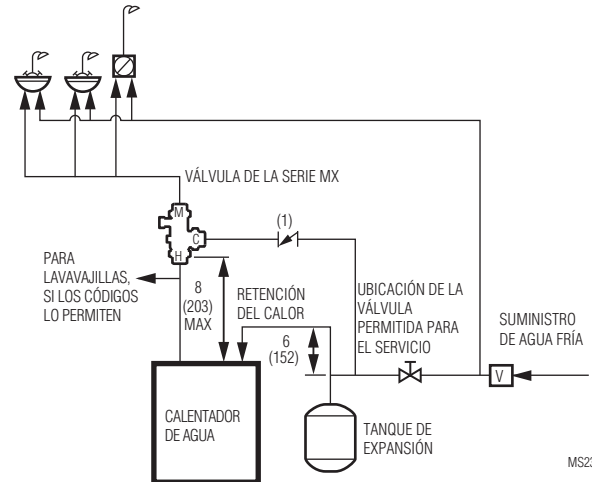 VÁLVULA DE LA SERIE MX
M
C
H
(1)
PARA
LAVAVAJILLAS,
SI LOS CÓDIGOS
LO PERMITEN
8
(203)
MAX
RETENCIÓN
DEL CALOR
6
(152)
UBICACIÓN DE LA
VÁLVULA
PERMITIDA PARA
EL SERVICIO
SUMINISTRO
DE AGUA FRÍA
V
CALENTADOR
DE AGUA
TANQUE DE
EXPANSIÓN
MS23